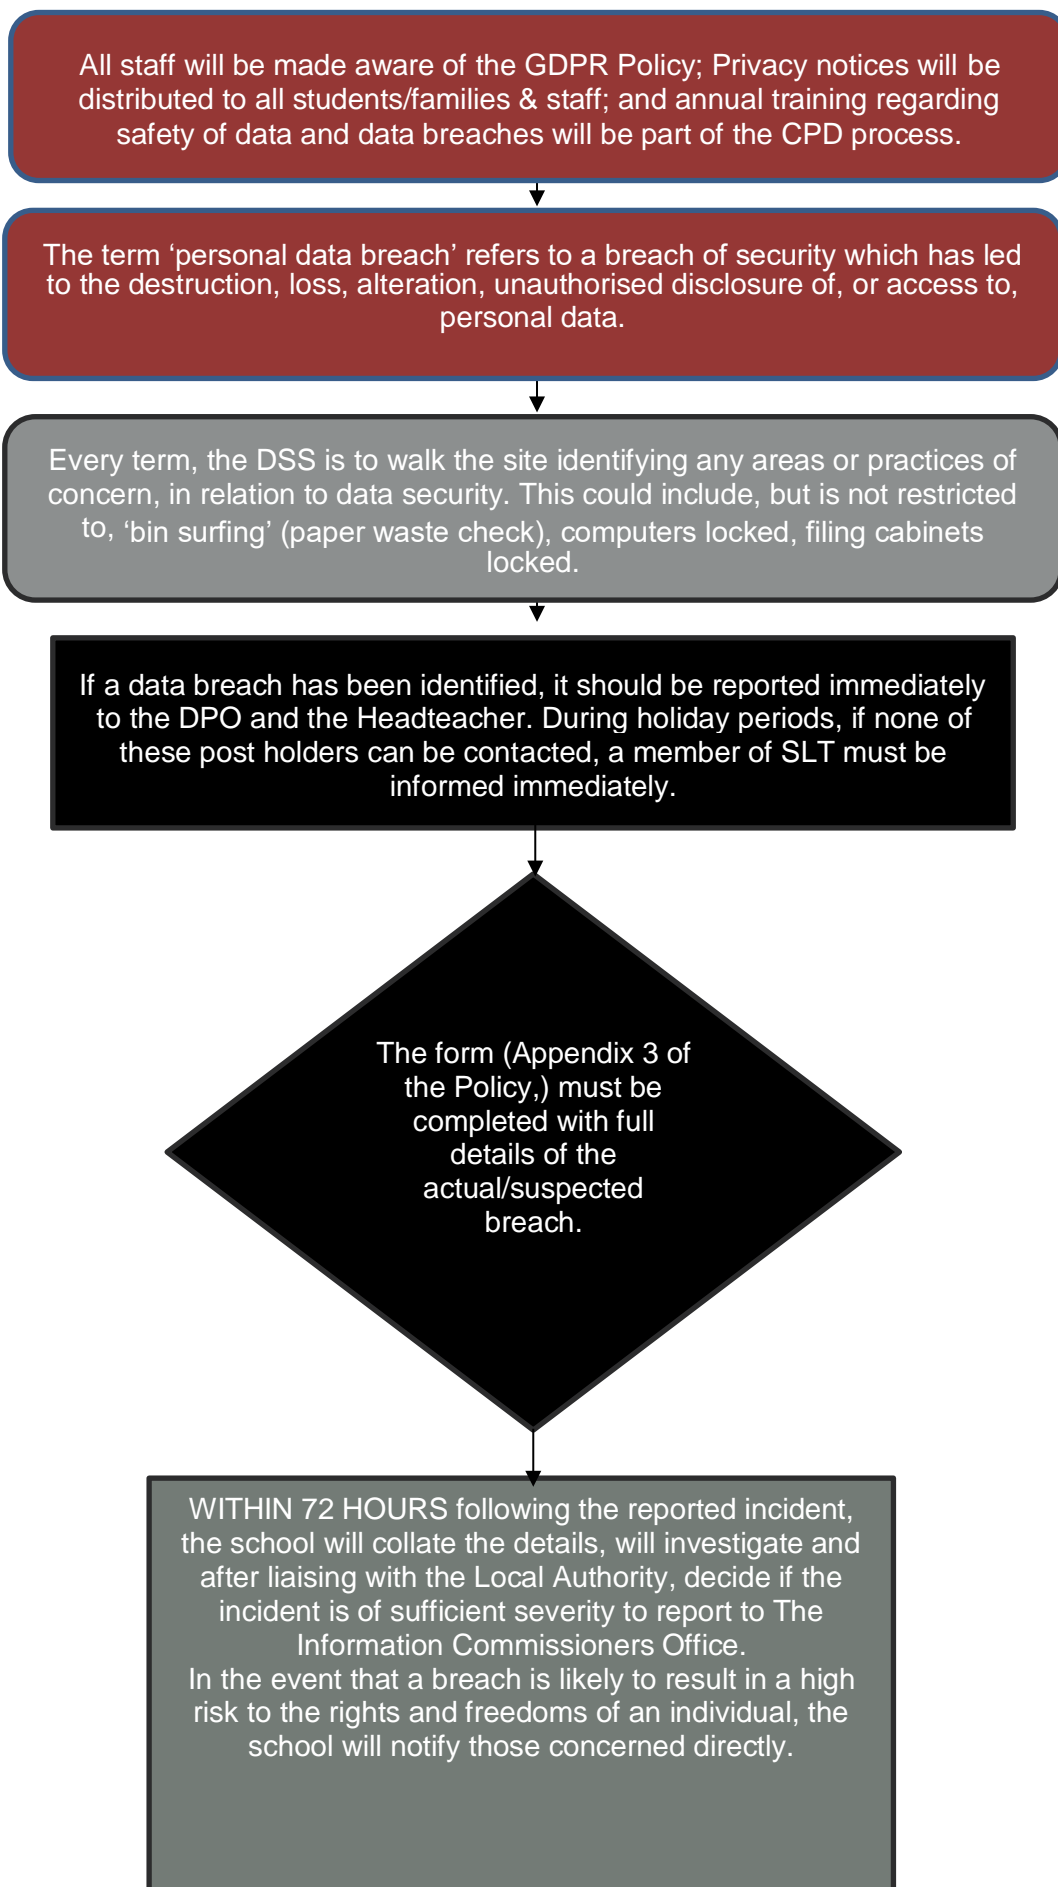 All staff will be made aware of the GDPR Policy; Privacy notices will be
distributed to all students/families & staff; and annual training regarding
safety of data and data breaches will be part of the CPD process.
The term ‘personal data breach’ refers to a breach of security which has led
to the destruction, loss, alteration, unauthorised disclosure of, or access to,
personal data.
Every term, the DSS is to walk the site identifying any areas or practices of
concern, in relation to data security. This could include, but is not restricted
to, ‘bin surfing’ (paper waste check), computers locked, filing cabinets
locked.
If a data breach has been identified, it should be reported immediately
to the DPO and the Headteacher. During holiday periods, if none of
these post holders can be contacted, a member of SLT must be
informed immediately.
The form (Appendix 3 of
the Policy,) must be
completed with full
details of the
actual/suspected
breach.
WITHIN 72 HOURS following the reported incident,
the school will collate the details, will investigate and
after liaising with the Local Authority, decide if the
incident is of sufficient severity to report to The
Information Commissioners Office.
In the event that a breach is likely to result in a high
risk to the rights and freedoms of an individual, the
school will notify those concerned directly.